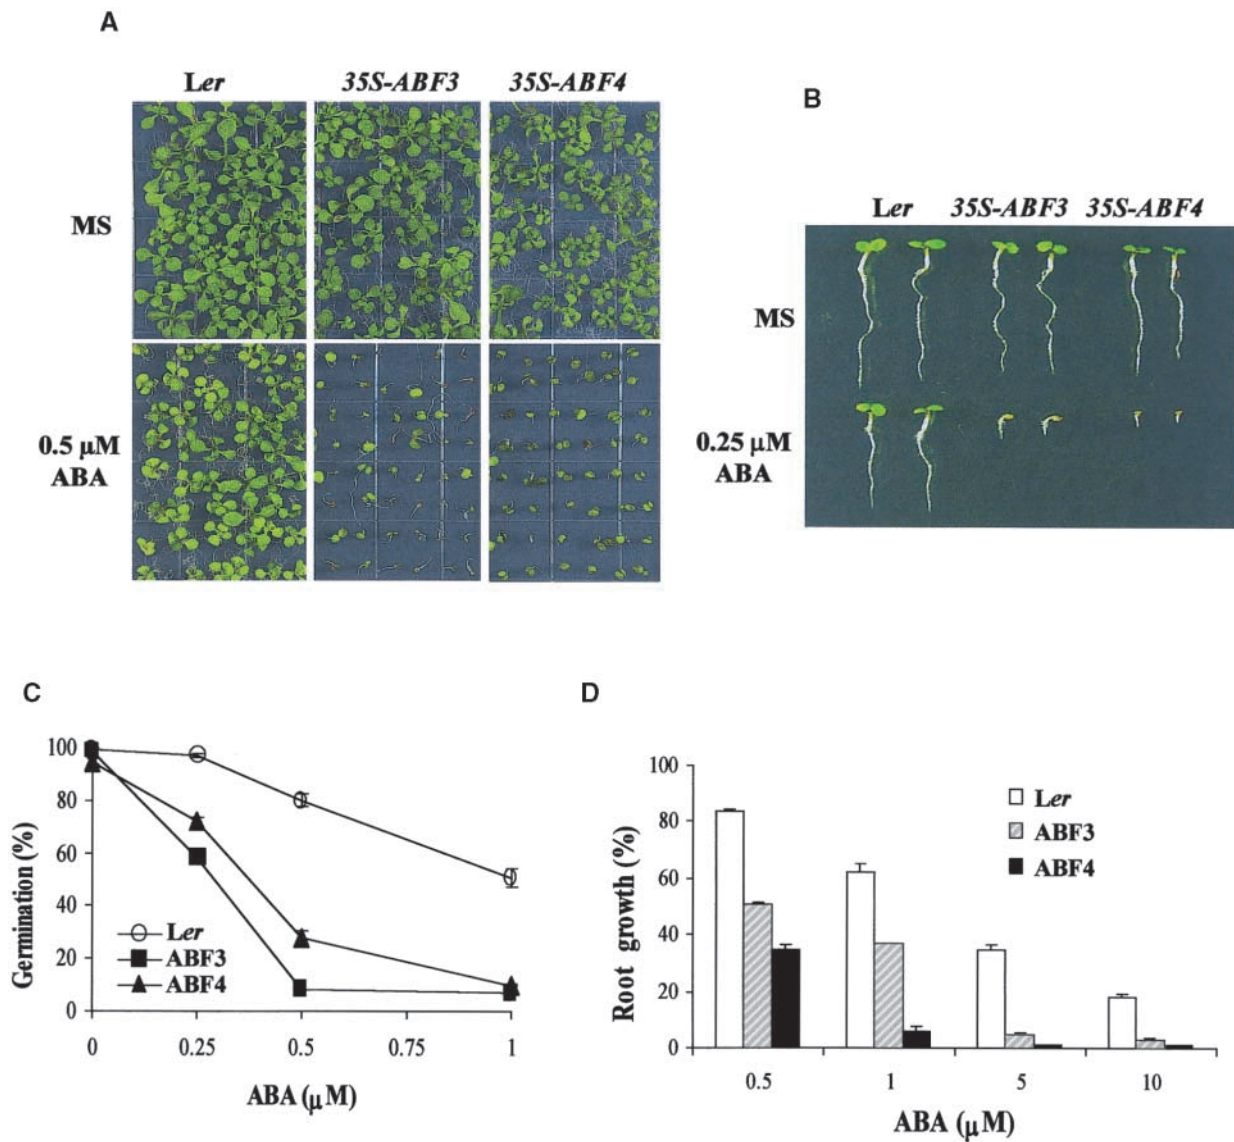 A
Ler 35S-ABF3 35S-ABF4
MS
0.5 μM
ABA
B
Ler 35S-ABF3 35S-ABF4
MS
0.25 μM
ABA
C
100
80
60
40
20
0
Germination (%)
Ler
ABF3
ABF4
0 0.25 0.5 0.75 1
ABA (μM)
D
100
80
60
40
20
0
Root growth (%)
Ler
ABF3
ABF4
0.5 1 5 10
ABA (μM)